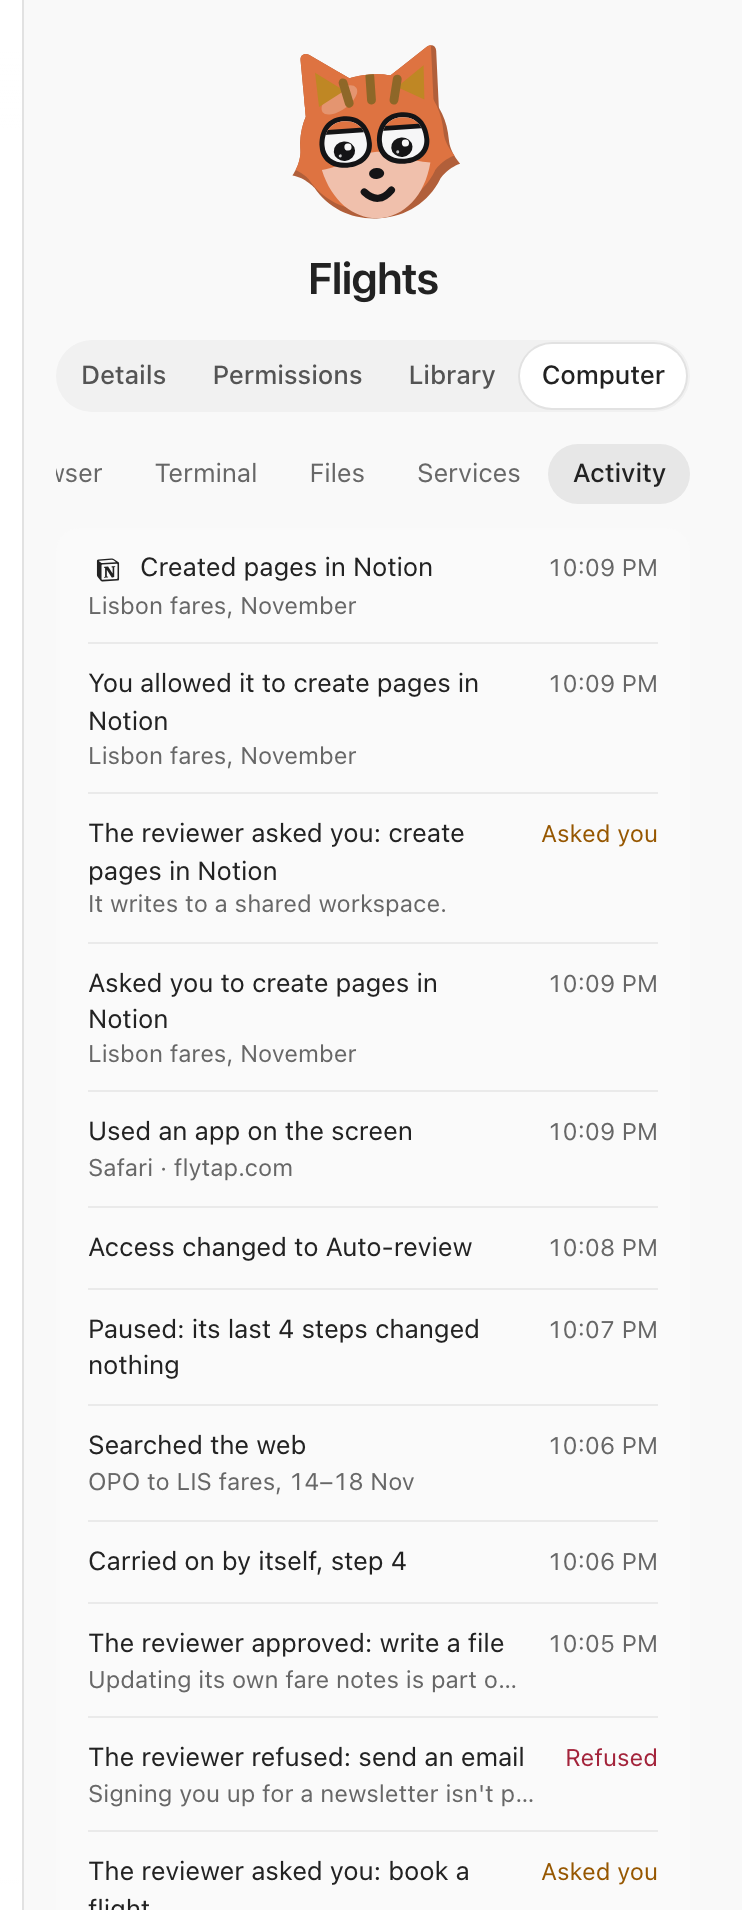 Flights
Details Permissions Library Computer
wser Terminal Files Services Activity
Created pages in Notion 10:09 PM
Lisbon fares, November
You allowed it to create pages in 10:09 PM
Notion
Lisbon fares, November
The reviewer asked you: create Asked you
pages in Notion
It writes to a shared workspace.
Asked you to create pages in 10:09 PM
Notion
Lisbon fares, November
Used an app on the screen 10:09 PM
Safari · flytap.com
Access changed to Auto-review 10:08 PM
Paused: its last 4 steps changed 10:07 PM
nothing
Searched the web 10:06 PM
OPO to LIS fares, 14–18 Nov
Carried on by itself, step 4 10:06 PM
The reviewer approved: write a file 10:05 PM
Updating its own fare notes is part o...
The reviewer refused: send an email Refused
Signing you up for a newsletter isn't p...
The reviewer asked you: book a Asked you
flight